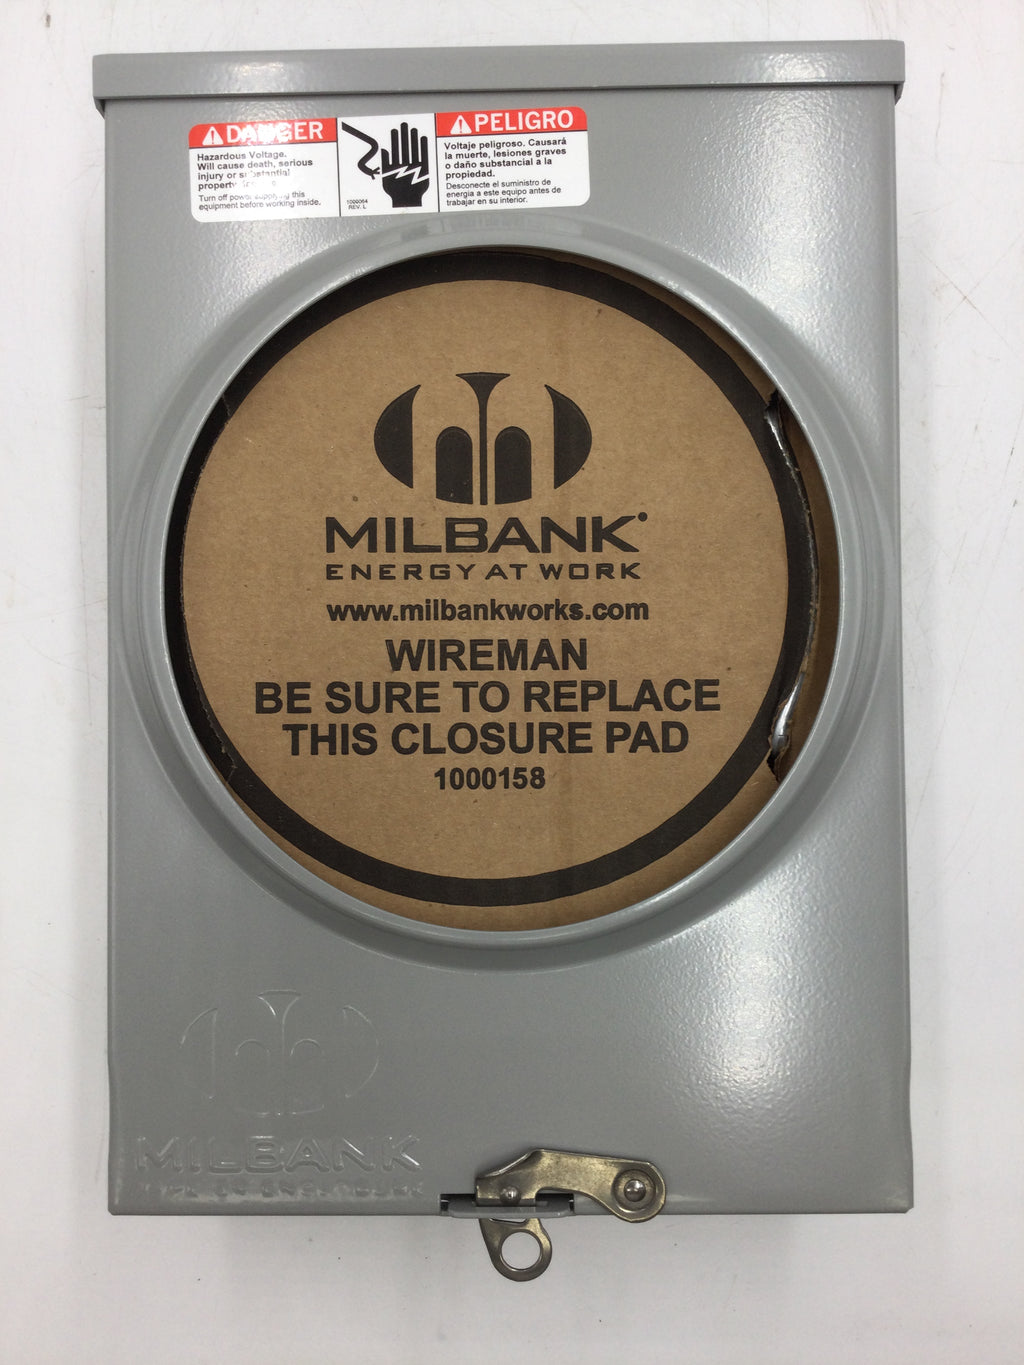 DANGER
Hazardous Voltage.
Will cause death, serious
injury or substantial
property
Turn off power supplying this
equipment before working inside.
1000064
REV. L
PELIGRO
Voltaje peligroso. Causará
la muerte, lesiones graves
o daño substancial a la
propiedad.
Desconecte el suministro de
energia a este equipo antes de
trabajar en su interior.
MILBANK
ENERGY AT WORK
www.milbankworks.com
WIREMAN
BE SURE TO REPLACE
THIS CLOSURE PAD
1000158
MILBANK